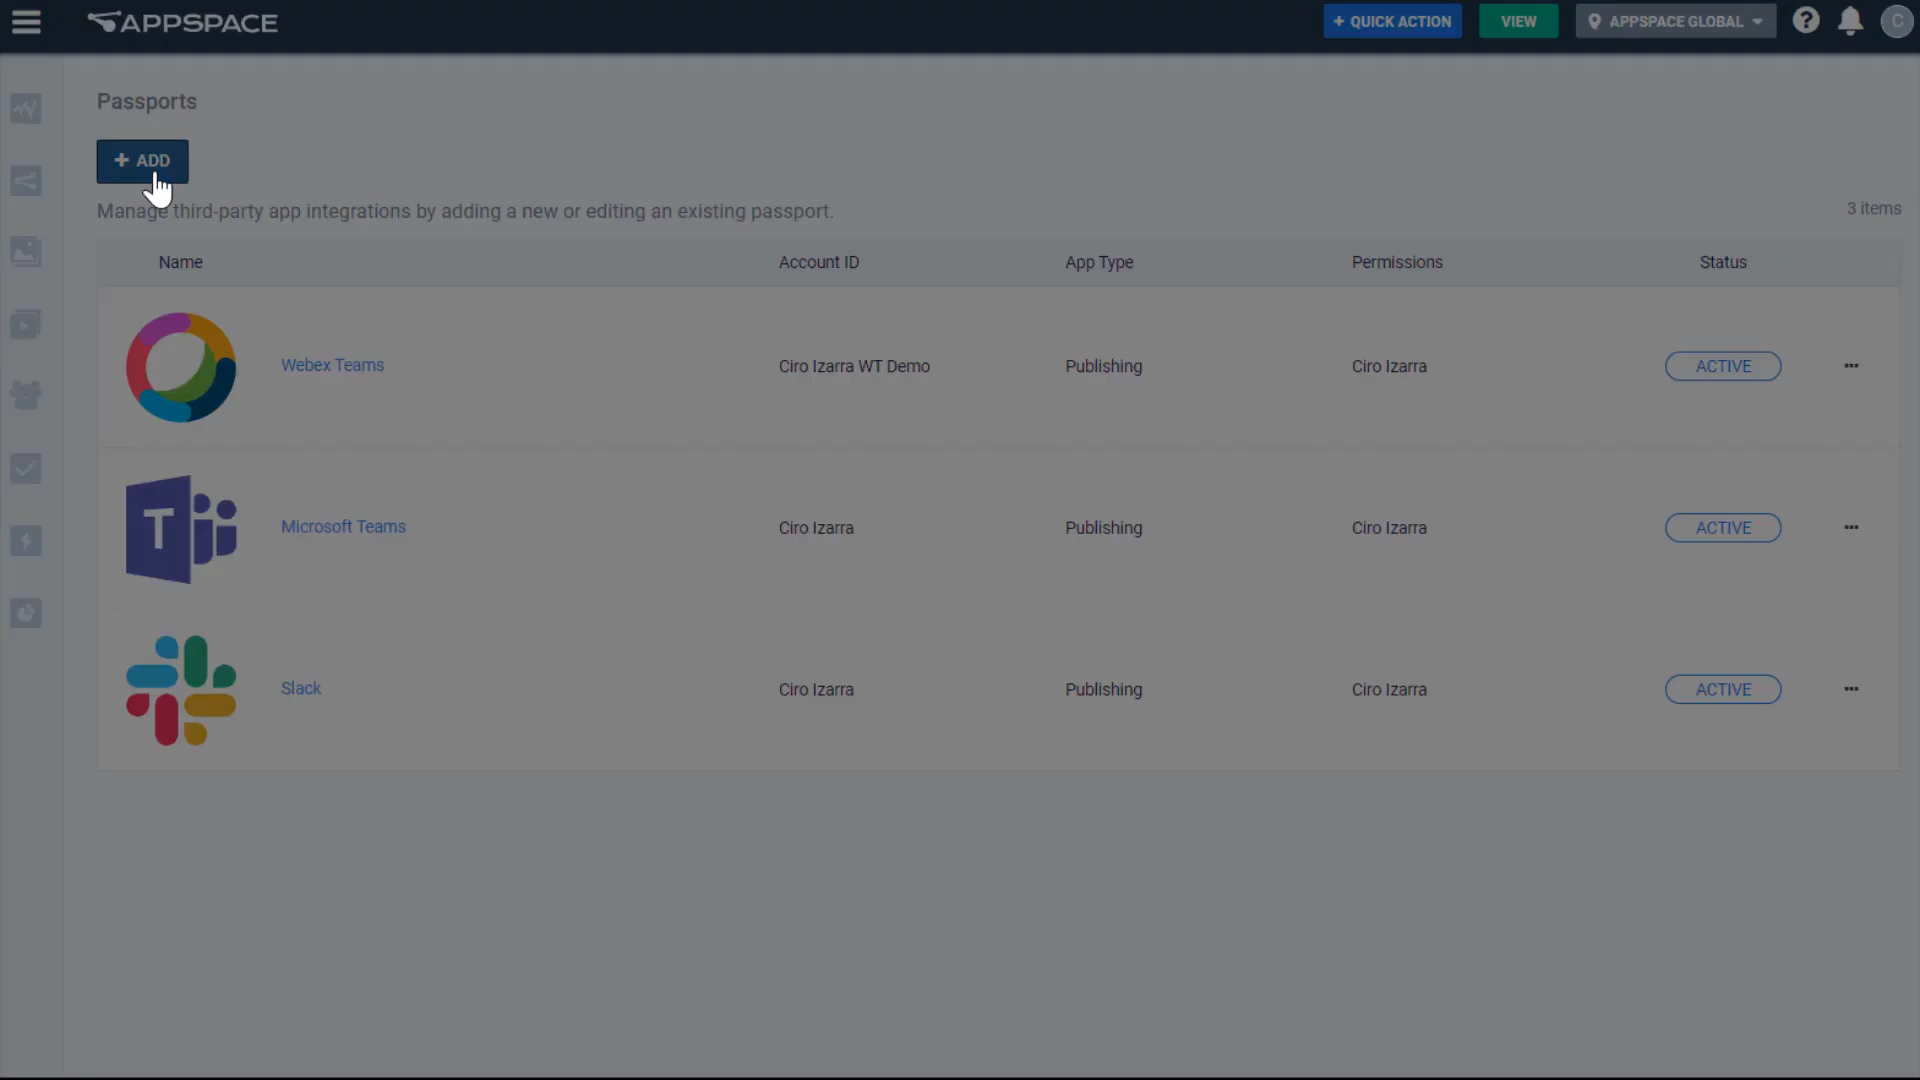 APPSPACE
+ QUICK ACTION
VIEW
APPSPACE GLOBAL
?
C
Passports
+ ADD
Manage third-party app integrations by adding a new or editing an existing passport.
3 items
Name Account ID App Type Permissions Status
Webex Teams Ciro Izarra WT Demo Publishing Ciro Izarra ACTIVE ...
T
Microsoft Teams Ciro Izarra Publishing Ciro Izarra ACTIVE ...
Slack Ciro Izarra Publishing Ciro Izarra ACTIVE ...